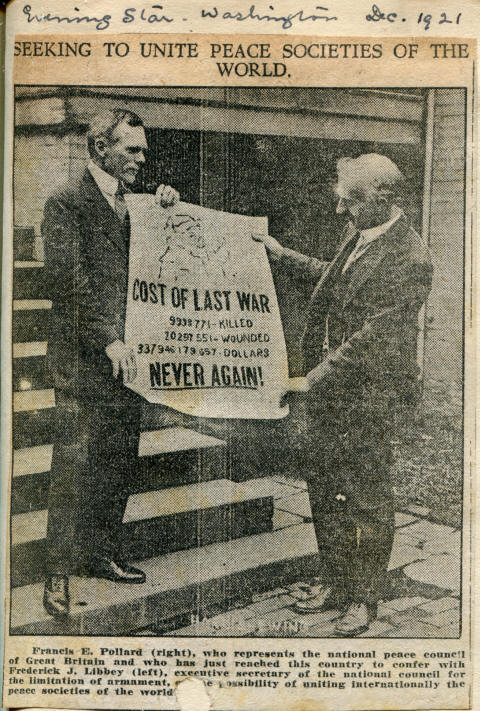 Evening Star - Washington Dec. 1921
SEEKING TO UNITE PEACE SOCIETIES OF THE
WORLD.
COST OF LAST WAR
9998771-KILLED
20297551-WOUNDED
337946179657-DOLLARS
NEVER AGAIN!
HARRIS EWING
Francis E. Pollard (right), who represents the national peace council
of Great Britain and who has just reached this country to confer with
Frederick J. Libbey (left), executive secretary of the national council for
the limitation of armament, possibility of uniting internationally the
peace societies of the world